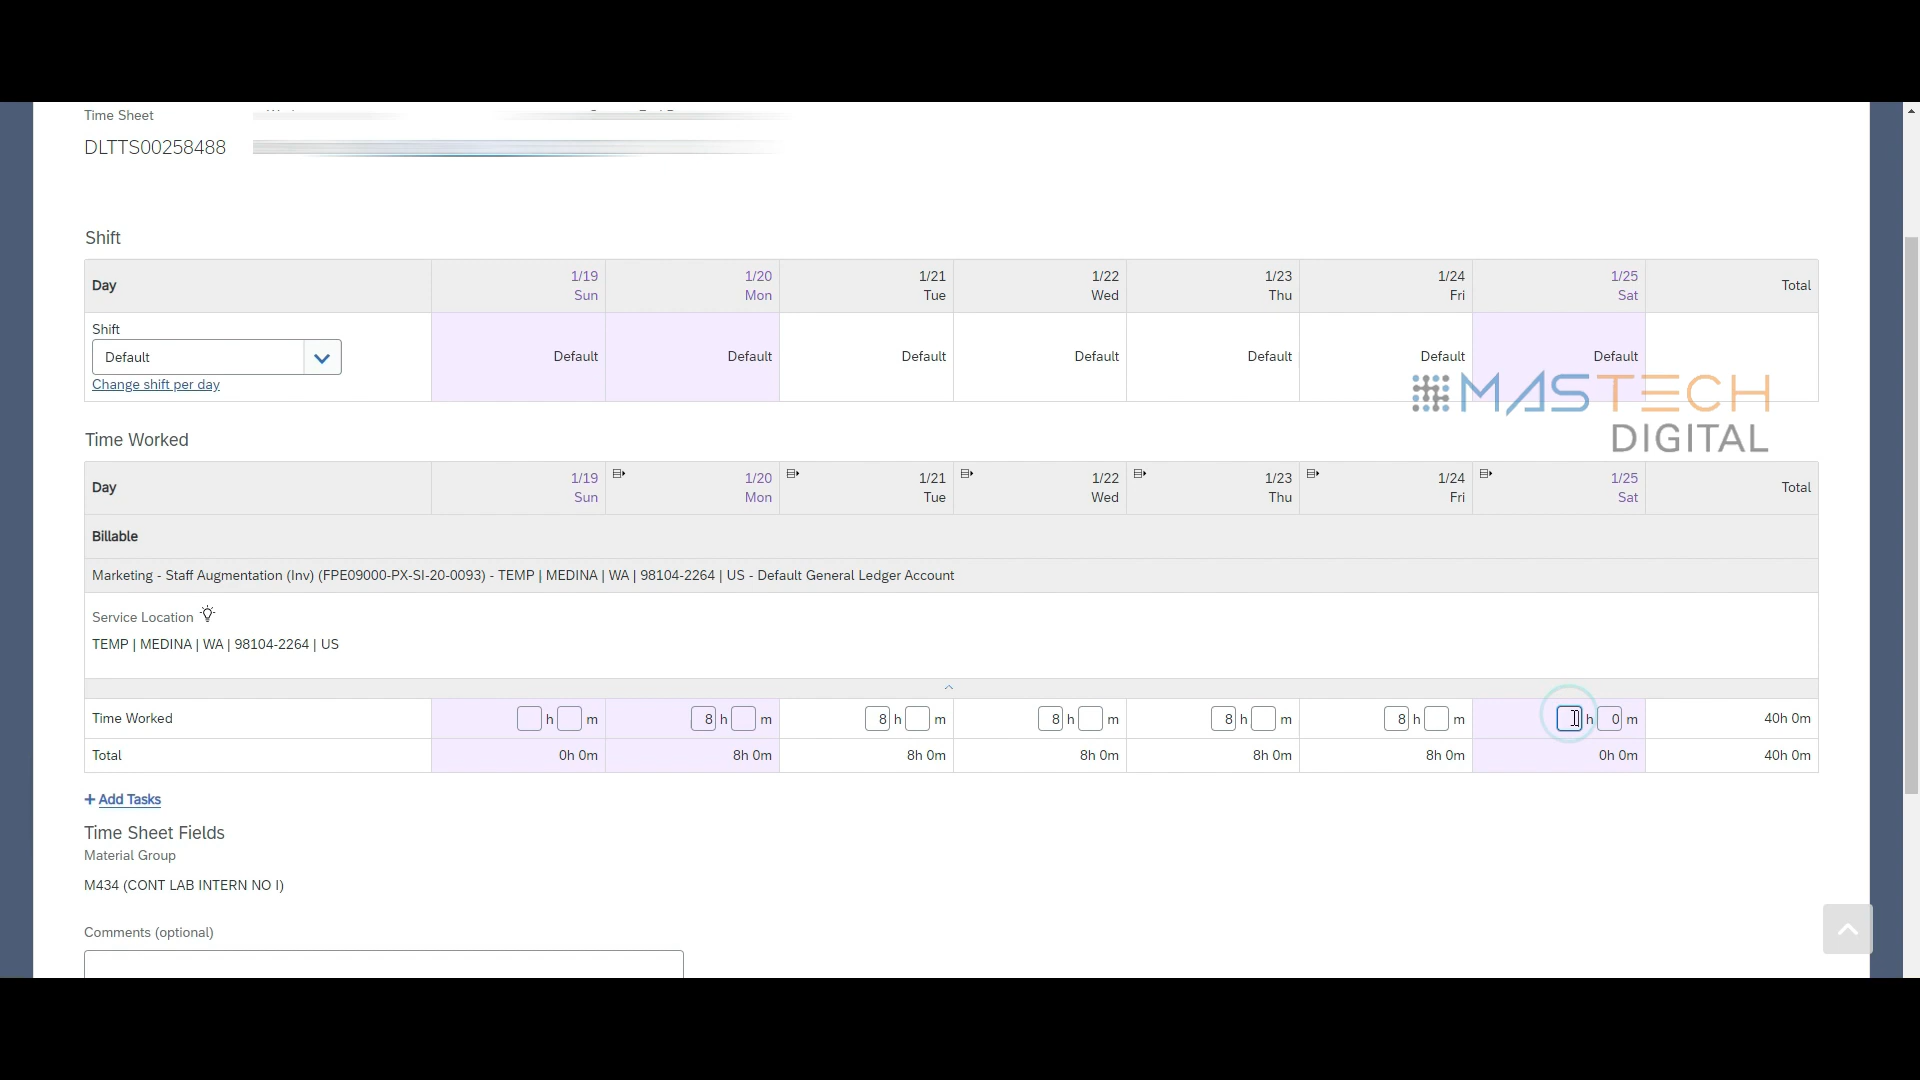 Time Sheet
DLTTS00258488
Shift
Day 1/19 Sun 1/20 Mon 1/21 Tue 1/22 Wed 1/23 Thu 1/24 Fri 1/25 Sat Total
Shift
Default Default Default Default Default Default Default Default
Change shift per day
MASTECH
DIGITAL
Time Worked
Day 1/19 Sun 1/20 Mon 1/21 Tue 1/22 Wed 1/23 Thu 1/24 Fri 1/25 Sat Total
Billable
Marketing - Staff Augmentation (Inv) (FPE09000-PX-SI-20-0093) - TEMP | MEDINA | WA | 98104-2264 | US - Default General Ledger Account
Service Location
TEMP | MEDINA | WA | 98104-2264 | US
Time Worked h m 8 h m 8 h m 8 h m 8 h m 8 h m h 0 m 40h 0m
Total 0h 0m 8h 0m 8h 0m 8h 0m 8h 0m 8h 0m 0h 0m 40h 0m
+ Add Tasks
Time Sheet Fields
Material Group
M434 (CONT LAB INTERN NO I)
Comments (optional)